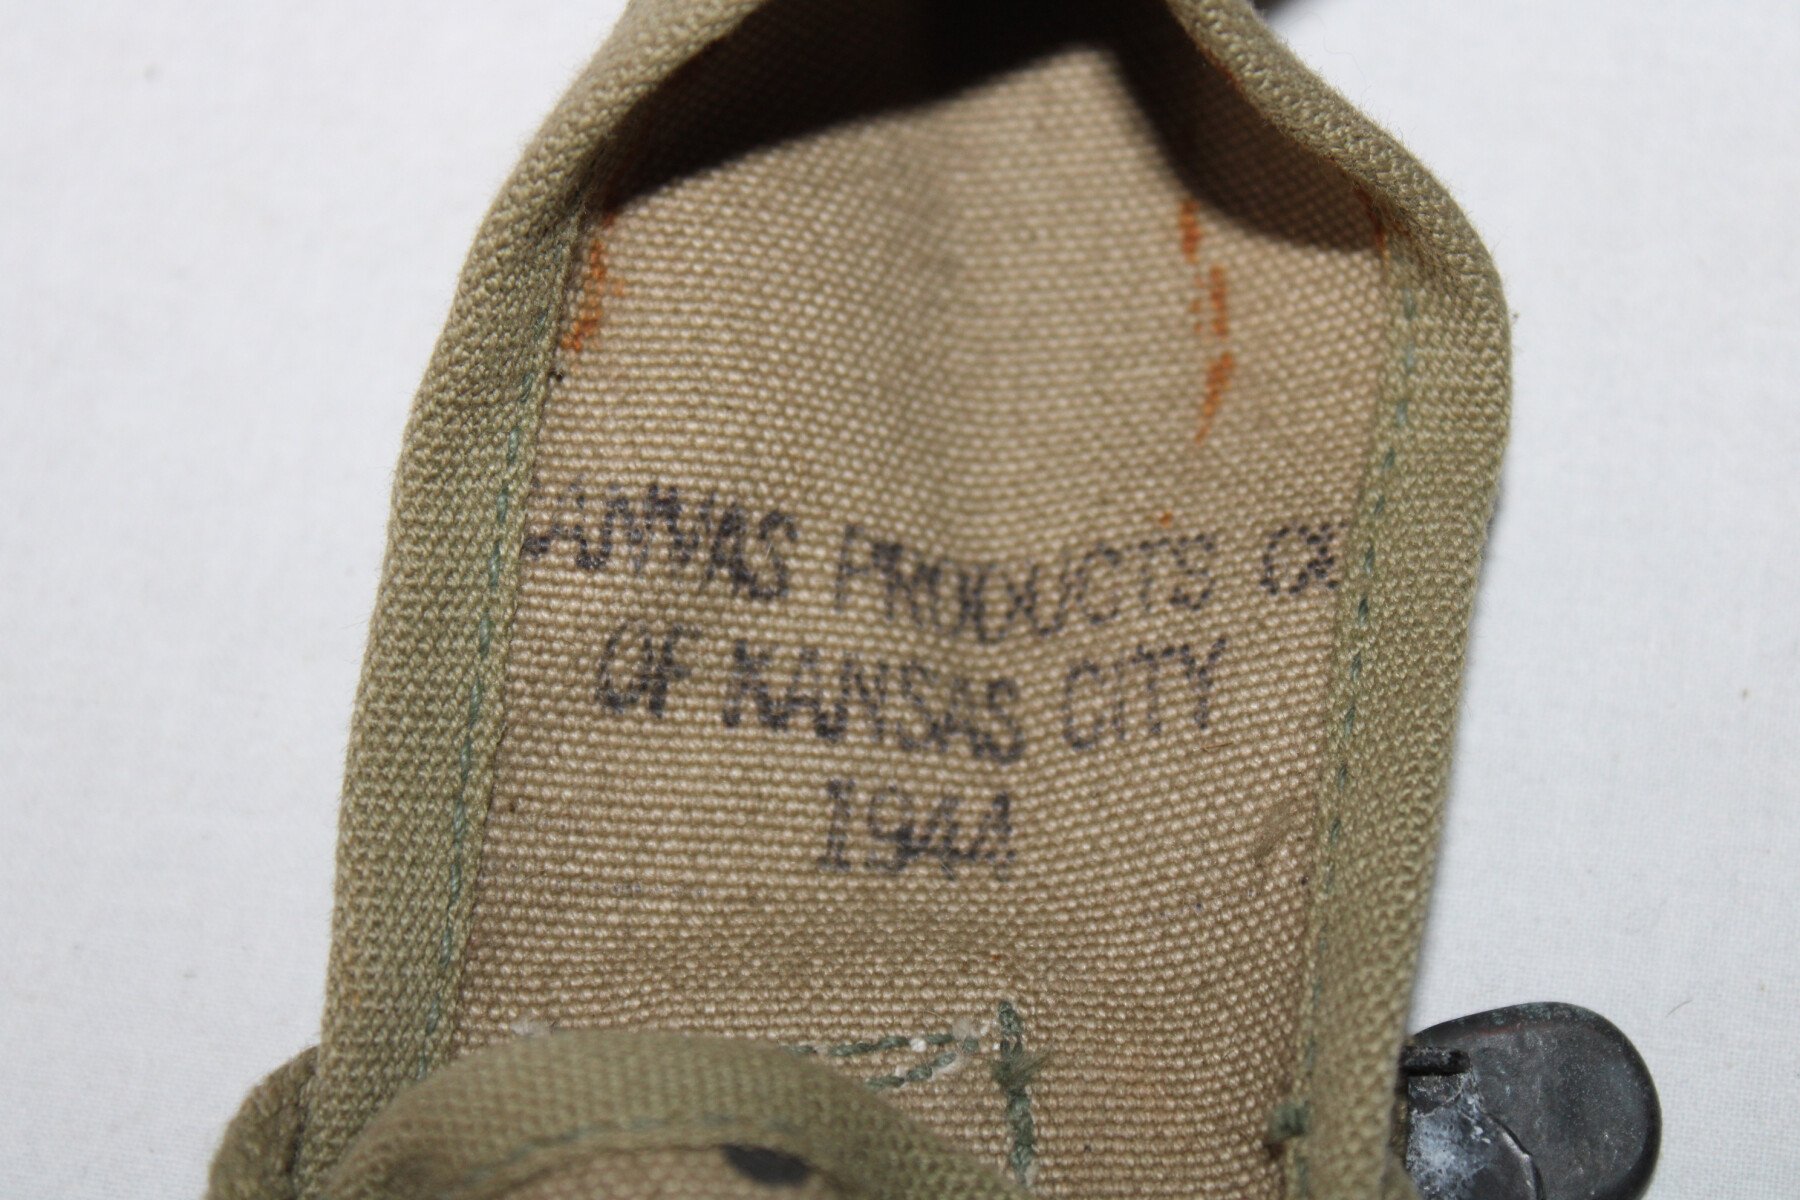 CANVAS PRODUCTS CO
OF KANSAS CITY
1944